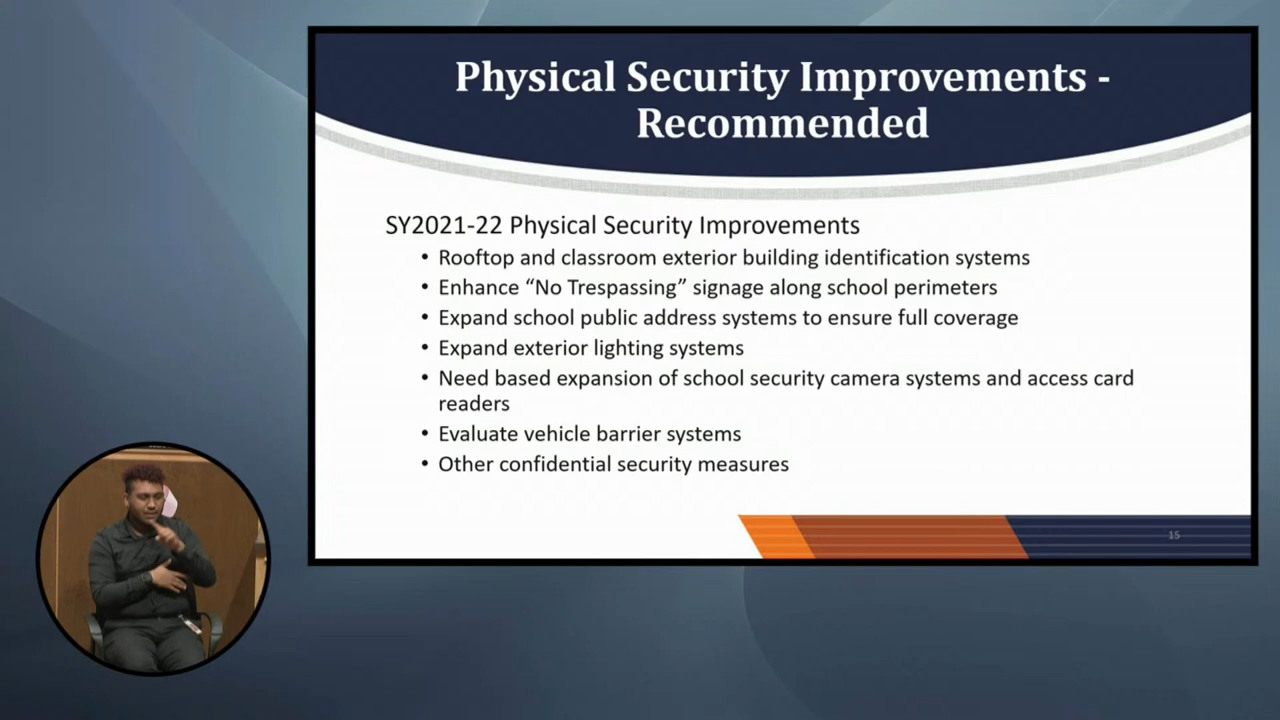 Physical Security Improvements -
Recommended
SY2021-22 Physical Security Improvements
• Rooftop and classroom exterior building identification systems
• Enhance “No Trespassing” signage along school perimeters
• Expand school public address systems to ensure full coverage
• Expand exterior lighting systems
• Need based expansion of school security camera systems and access card
readers
• Evaluate vehicle barrier systems
• Other confidential security measures
15